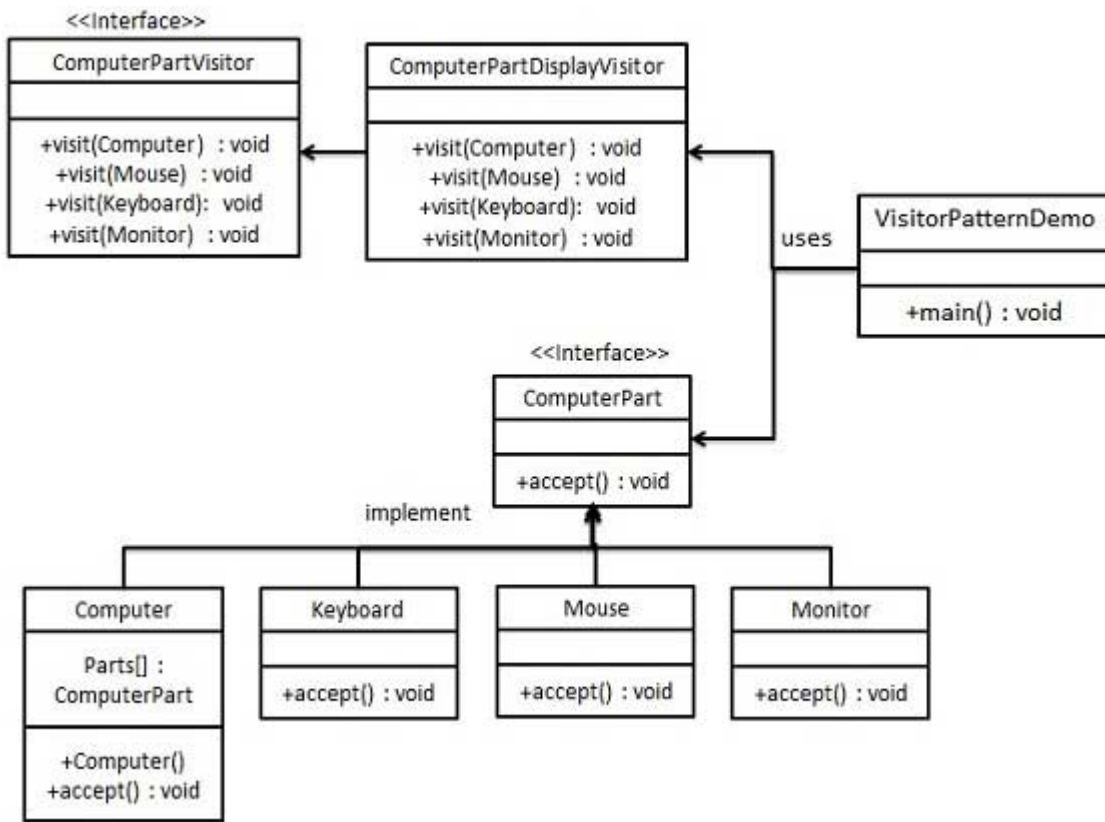 <<Interface>>
ComputerPartVisitor
+visit(Computer) : void
+visit(Mouse) : void
+visit(Keyboard): void
+visit(Monitor) : void
ComputerPartDisplayVisitor
+visit(Computer) : void
+visit(Mouse) : void
+visit(Keyboard): void
+visit(Monitor) : void
uses
VisitorPatternDemo
+main() : void
<<Interface>>
ComputerPart
+accept() : void
implement
Computer
Parts[] :
ComputerPart
+Computer()
+accept() : void
Keyboard
+accept() : void
Mouse
+accept() : void
Monitor
+accept() : void